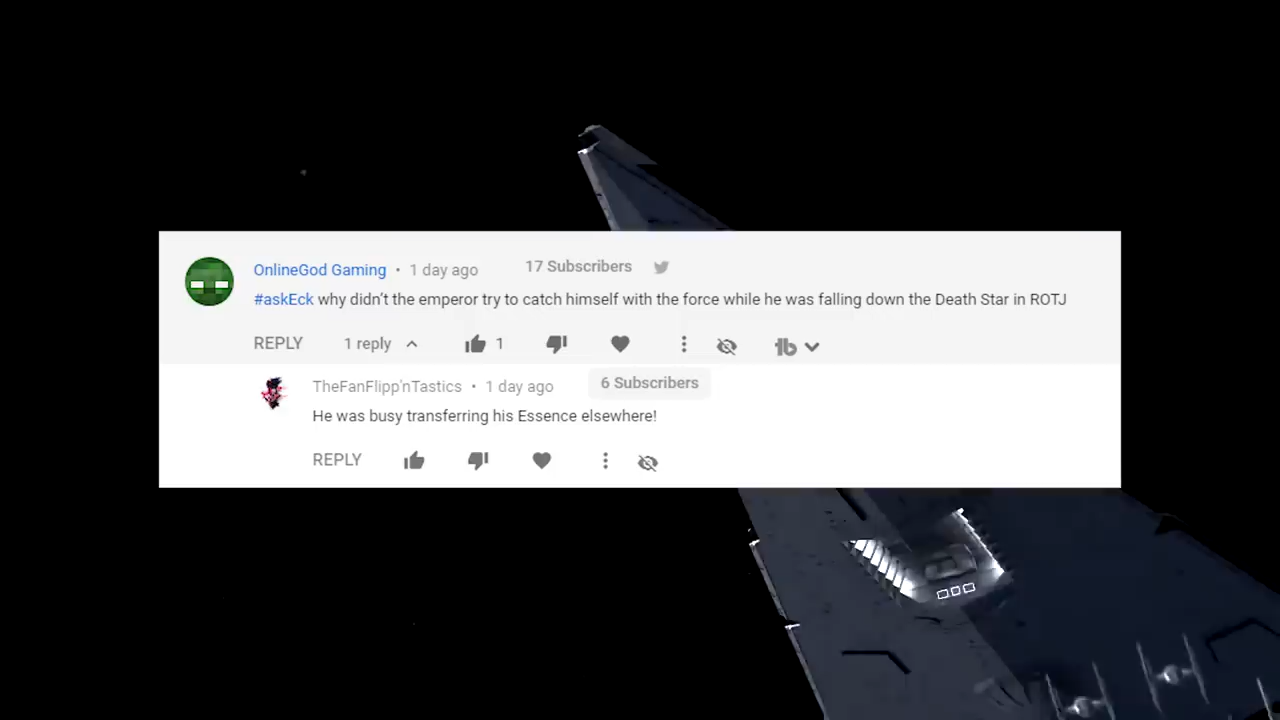 OnlineGod Gaming • 1 day ago 17 Subscribers
#askEck why didn't the emperor try to catch himself with the force while he was falling down the Death Star in ROTJ
REPLY 1 reply 1
TheFanFlipp'nTastics • 1 day ago 6 Subscribers
He was busy transferring his Essence elsewhere!
REPLY